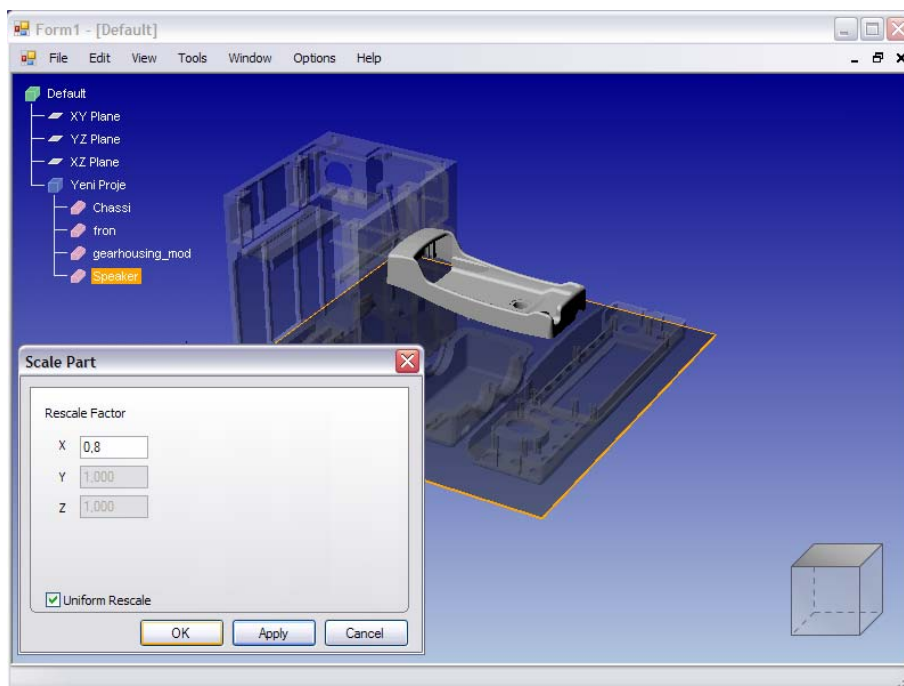 Form1 - [Default]
File Edit View Tools Window Options Help
Default
XY Plane
YZ Plane
XZ Plane
Yeni Proje
Chassi
fron
gearhousing_mod
Speaker
Scale Part
Rescale Factor
X 0,8
Y 1,000
Z 1,000
Uniform Rescale
OK Apply Cancel